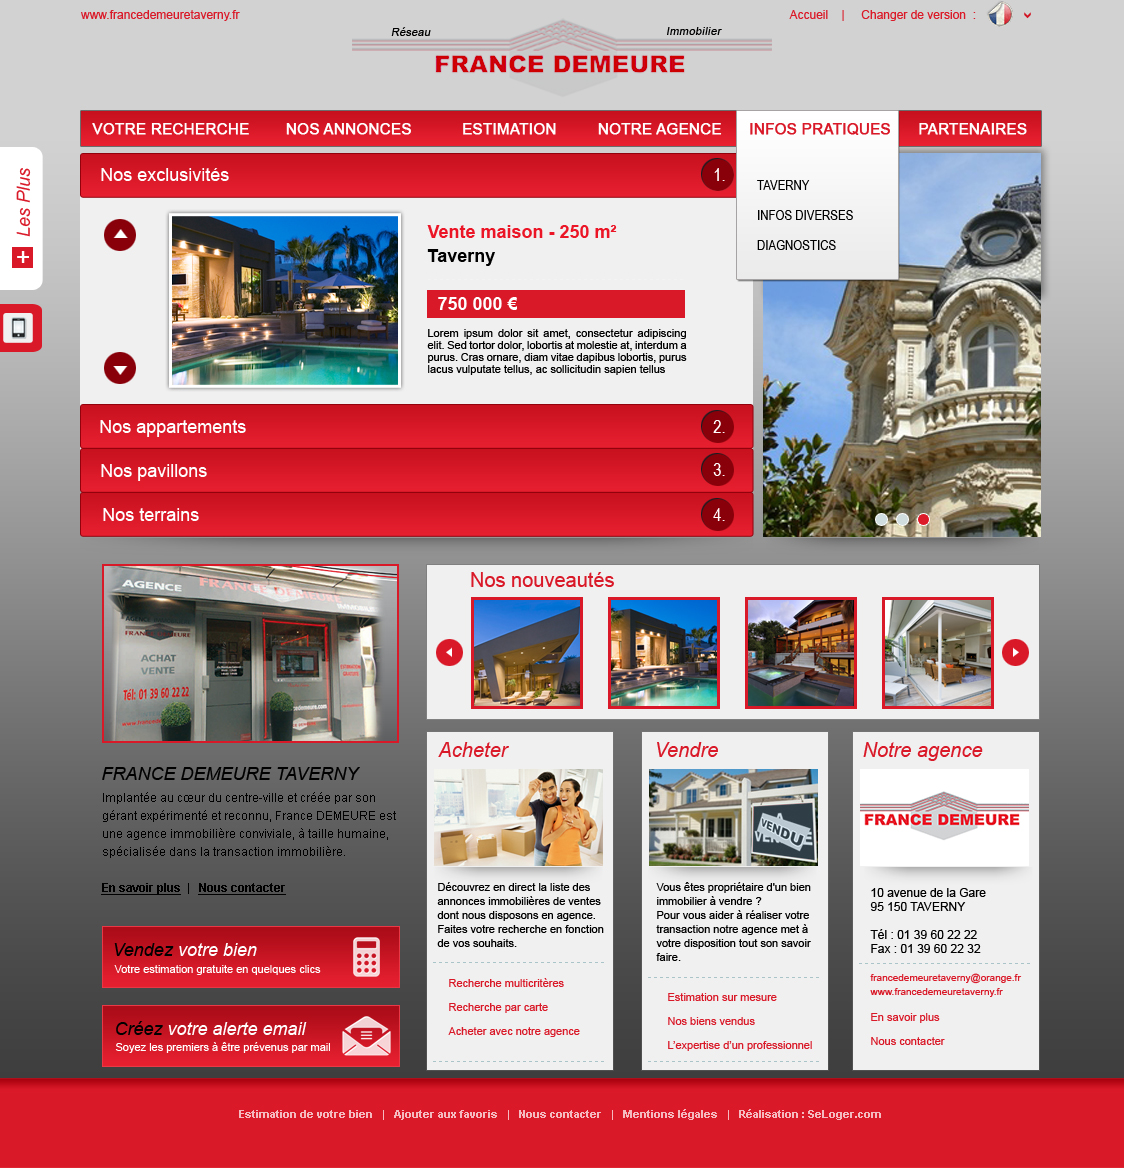 www.francedemeuretaverny.fr
Accueil | Changer de version :
Réseau
Immobilier
FRANCE DEMEURE
VOTRE RECHERCHE
NOS ANNONCES
ESTIMATION
NOTRE AGENCE
INFOS PRATIQUES
PARTENAIRES
TAVERNY
INFOS DIVERSES
DIAGNOSTICS
Les Plus
+
Nos exclusivités
1.
Vente maison - 250 m²
Taverny
750 000 €
Lorem ipsum dolor sit amet, consectetur adipiscing
elit. Sed tortor dolor, lobortis at molestie at, interdum a
purus. Cras ornare, diam vitae dapibus lobortis, purus
lacus vulputate tellus, ac sollicitudin sapien tellus
Nos appartements
2.
Nos pavillons
3.
Nos terrains
4.
AGENCE FRANCE DEMEURE
IMMOBILIER
AGENCE
FRANCE DEMEURE
ACHAT
VENTE
Tél: 01 39 60 22 22
FRANCE DEMEURE TAVERNY
Implantée au cœur du centre-ville et créée par son
gérant expérimenté et reconnu, France DEMEURE est
une agence immobilière conviviale, à taille humaine,
spécialisée dans la transaction immobilière.
En savoir plus | Nous contacter
Vendez votre bien
Votre estimation gratuite en quelques clics
Créez votre alerte email
Soyez les premiers à être prévenus par mail
Nos nouveautés
Acheter
Découvrez en direct la liste des
annonces immobilières de ventes
dont nous disposons en agence.
Faites votre recherche en fonction
de vos souhaits.
Recherche multicritères
Recherche par carte
Acheter avec notre agence
Vendre
VENDU
Vous êtes propriétaire d'un bien
immobilier à vendre ?
Pour vous aider à réaliser votre
transaction notre agence met à
votre disposition tout son savoir
faire.
Estimation sur mesure
Nos biens vendus
L'expertise d'un professionnel
Notre agence
FRANCE DEMEURE
10 avenue de la Gare
95 150 TAVERNY
Tél : 01 39 60 22 22
Fax : 01 39 60 22 32
francedemeuretaverny@orange.fr
www.francedemeuretaverny.fr
En savoir plus
Nous contacter
Estimation de votre bien | Ajouter aux favoris | Nous contacter | Mentions légales | Réalisation : SeLoger.com